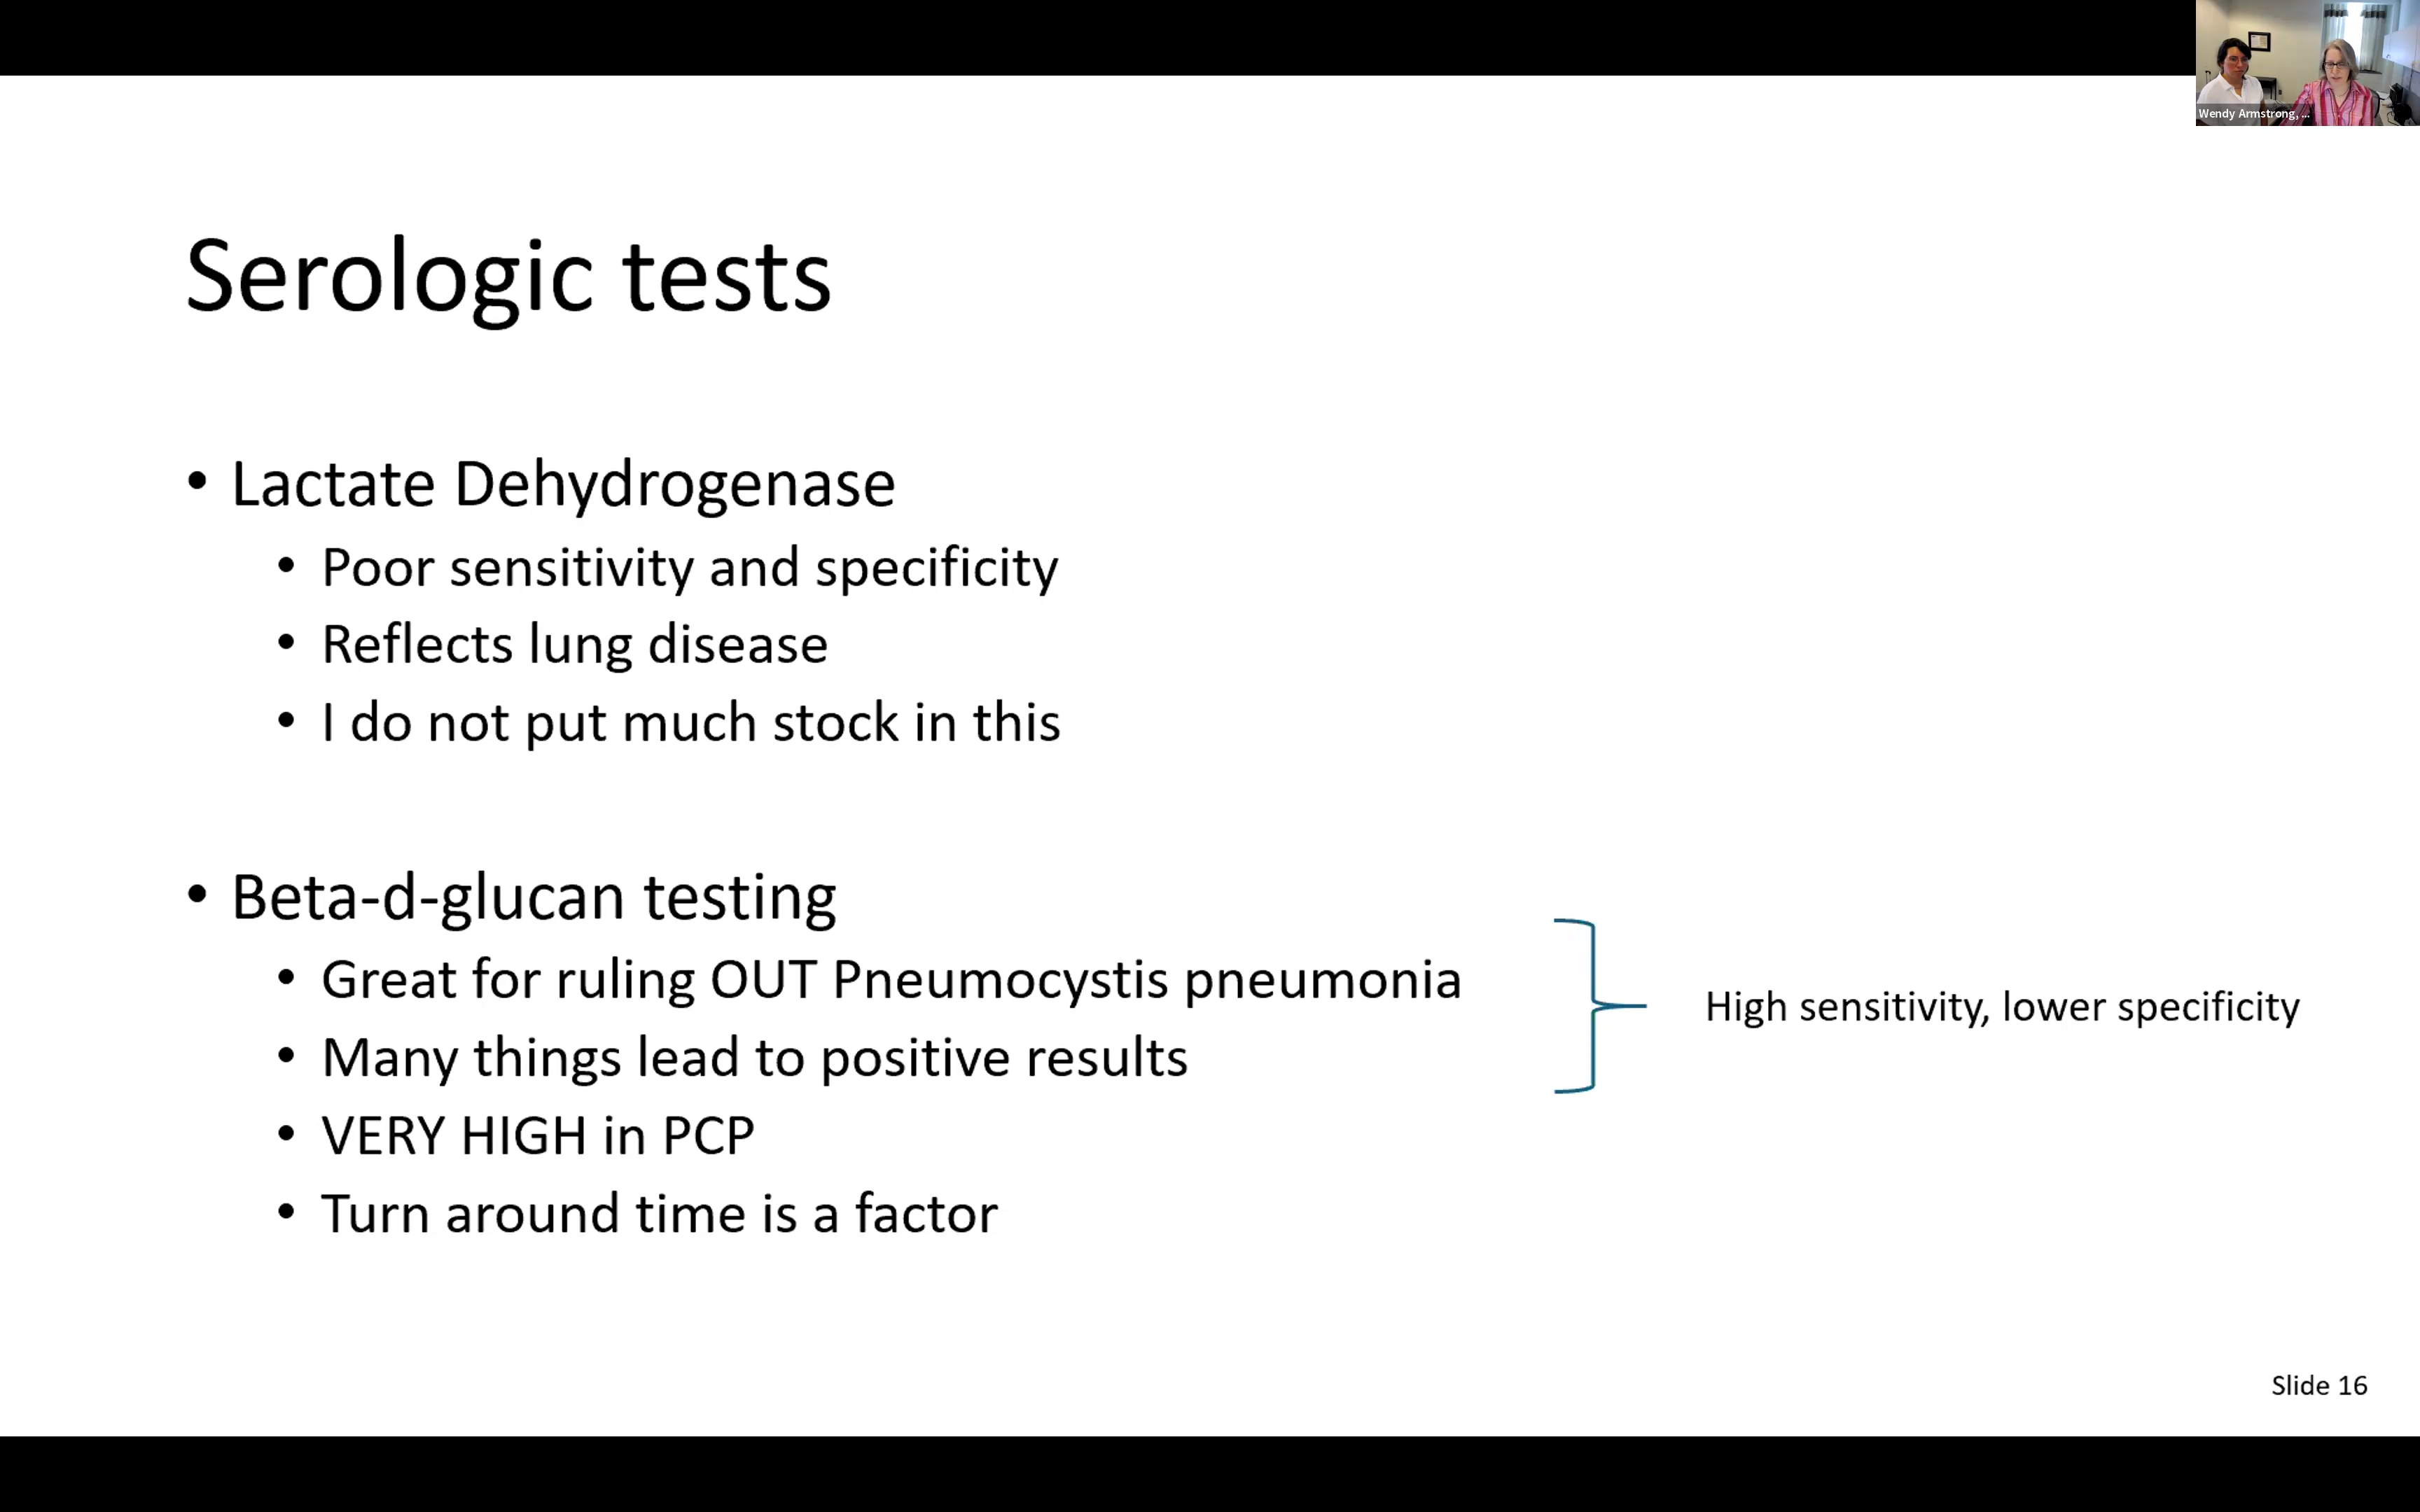 Wendy Armstrong, ...
Serologic tests
• Lactate Dehydrogenase
• Poor sensitivity and specificity
• Reflects lung disease
• I do not put much stock in this
• Beta-d-glucan testing
• Great for ruling OUT Pneumocystis pneumonia
• Many things lead to positive results
High sensitivity, lower specificity
• VERY HIGH in PCP
• Turn around time is a factor
Slide 16